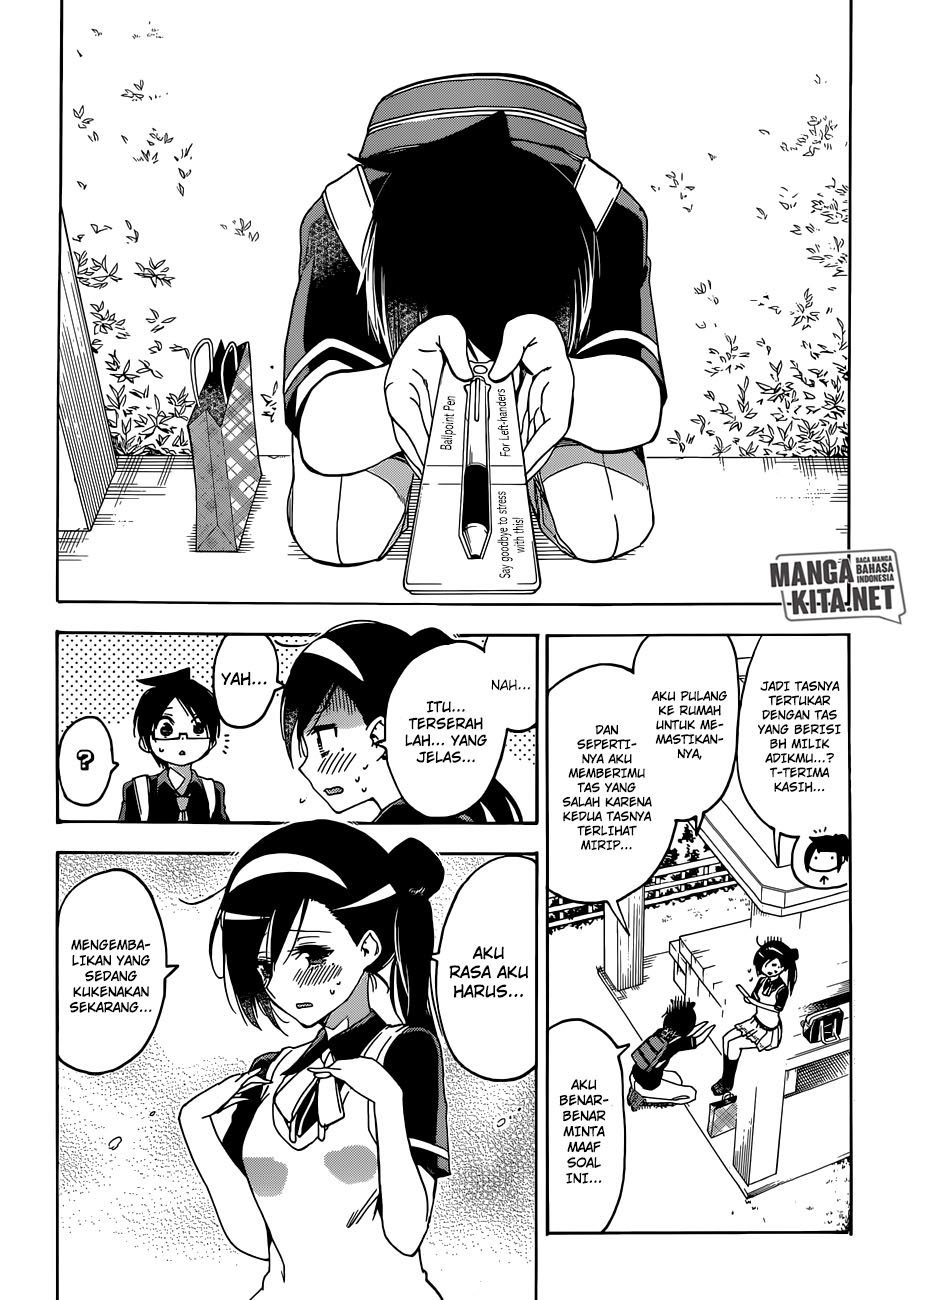 Ballpoint Pen
For Left-handers
Say goodbye to stress
with this!
MANGA
KITA.NET
BACA MANGA
BAHASA
INDONESIA
JADI TASNYA
TERTUKAR
DENGAN TAS
YANG BERISI
BH MILIK
ADIKMU...?
T-TERIMA
KASIH...
AKU PULANG
KE RUMAH
UNTUK ME-
MASTIKAN-
NYA,
DAN
SEPERTI-
NYA AKU
MEMBERIMU
TAS YANG
SALAH KARENA
KEDUA TASNYA
TERLIHAT
MIRIP...
AKU
BENAR-
BENAR
MINTA
MAAF
SOAL
INI...
NAH...
ITU...
TERSERAH
LAH... YANG
JELAS...
YAH...
?
AKU
RASA AKU
HARUS...
MENGEMBA-
LIKAN YANG
SEDANG
KUKENAKAN
SEKARANG...